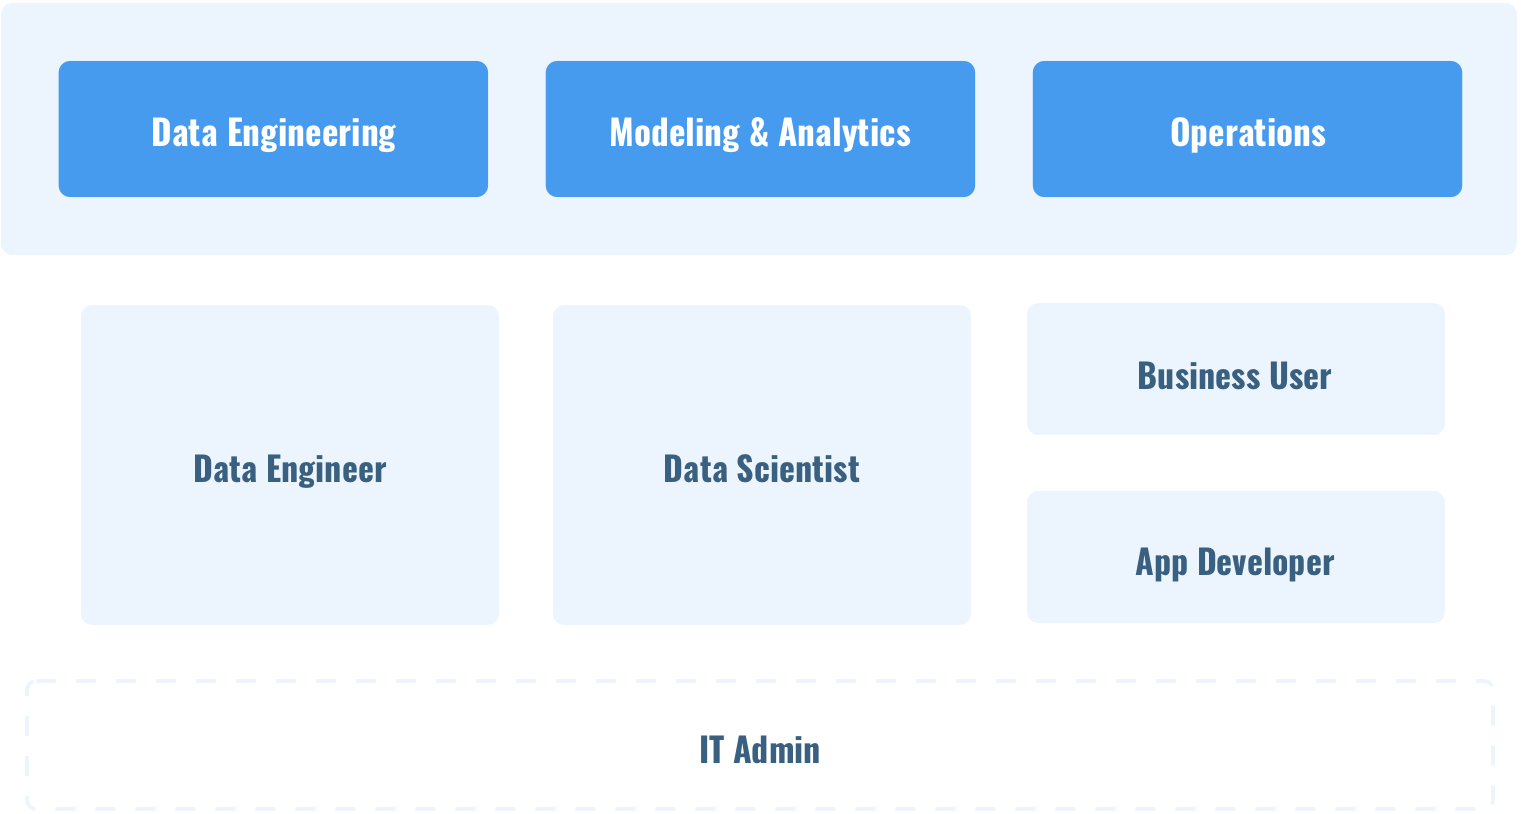 Data Engineering
Modeling & Analytics
Operations
Data Engineer
Data Scientist
Business User
App Developer
IT Admin